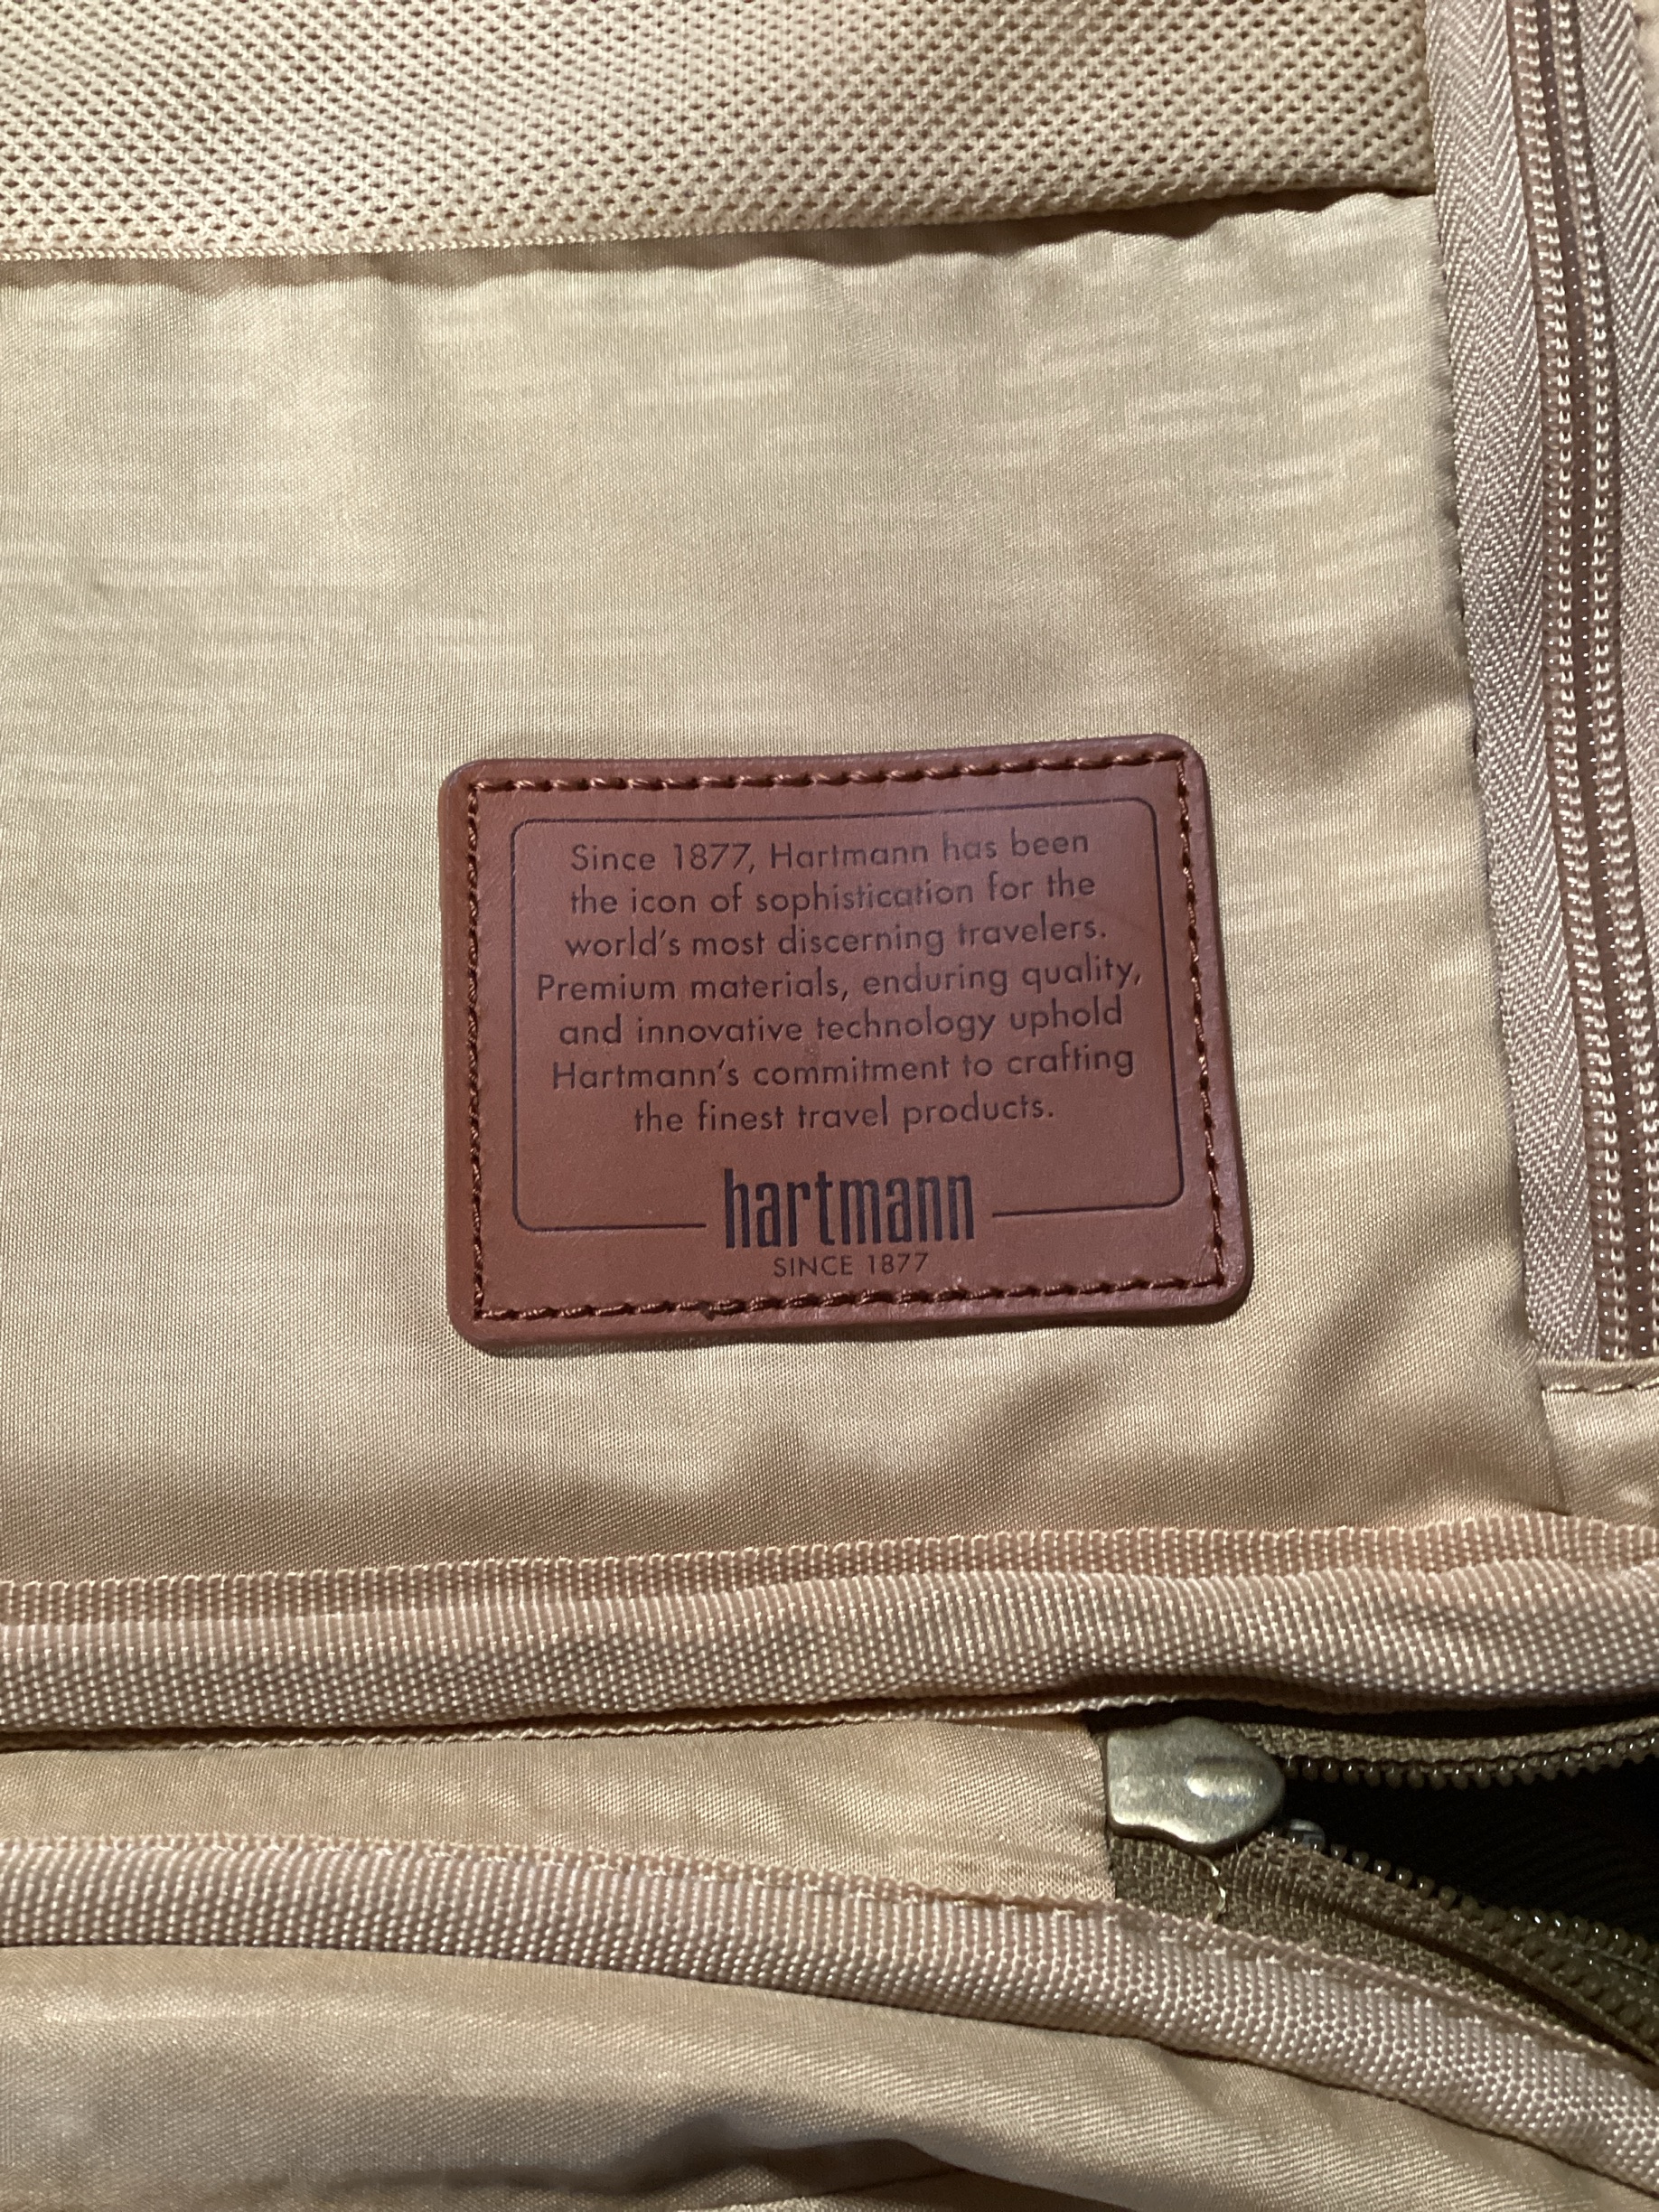 Since 1877, Hartmann has been
the icon of sophistication for the
world's most discerning travelers.
Premium materials, enduring quality,
and innovative technology uphold
Hartmann's commitment to crafting
the finest travel products.
hartmann
SINCE 1877